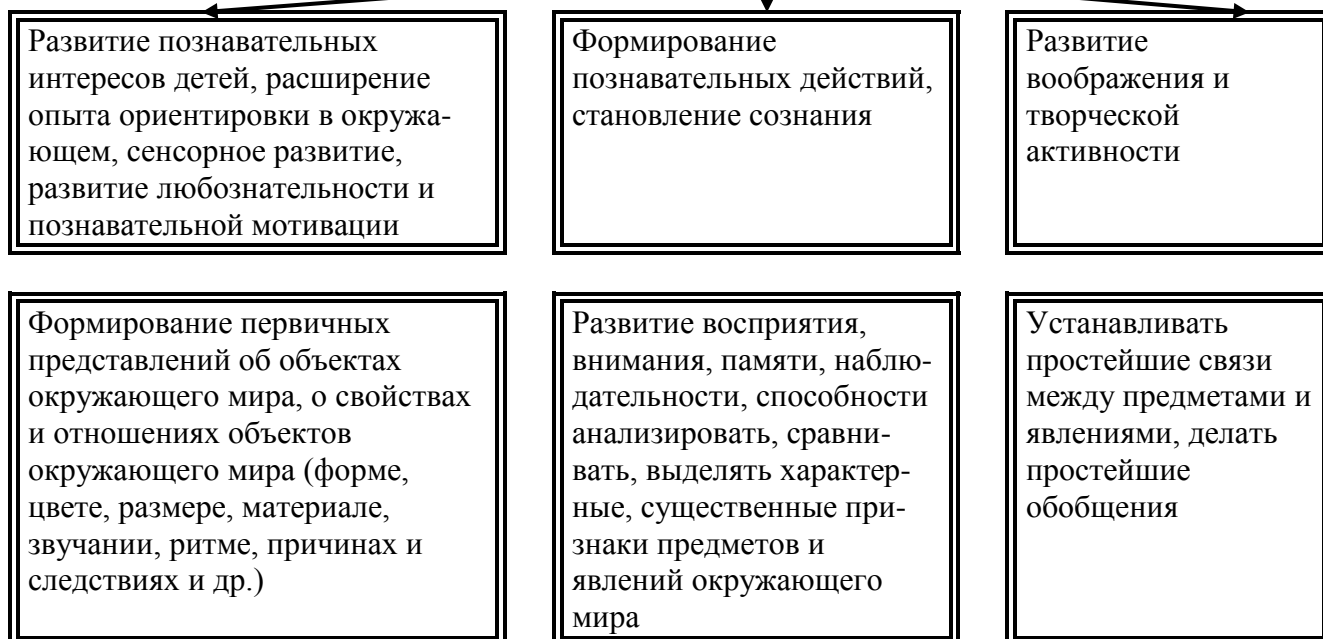 Развитие познавательных
интересов детей, расширение
опыта ориентировки в окружа-
ющем, сенсорное развитие,
развитие любознательности и
познавательной мотивации
Формирование
познавательных действий,
становление сознания
Развитие
воображения и
творческой
активности
Формирование первичных
представлений об объектах
окружающего мира, о свойствах
и отношениях объектов
окружающего мира (форме,
цвете, размере, материале,
звучании, ритме, причинах и
следствиях и др.)
Развитие восприятия,
внимания, памяти, наблю-
дательности, способности
анализировать, сравни-
вать, выделять характер-
ные, существенные при-
знаки предметов и
явлений окружающего
мира
Устанавливать
простейшие связи
между предметами и
явлениями, делать
простейшие
обобщения